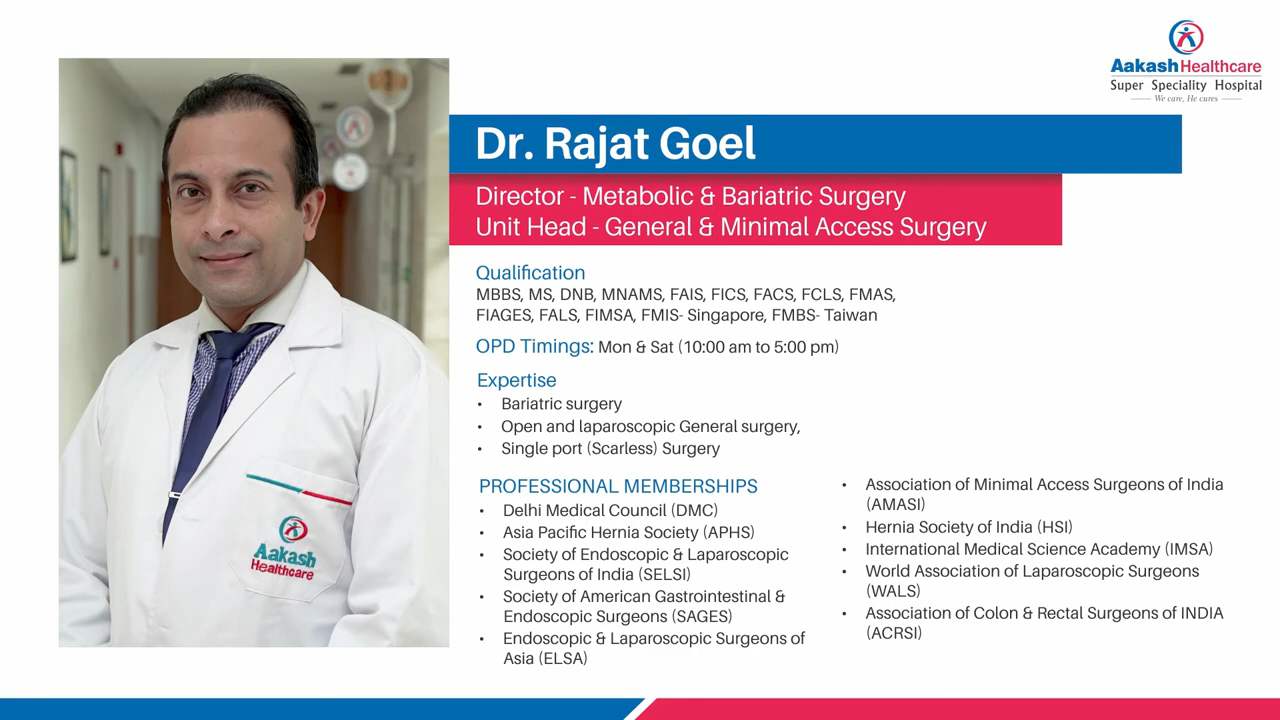 Aakash Healthcare
Super Speciality Hospital
We care, He cures
Dr. Rajat Goel
Director - Metabolic & Bariatric Surgery
Unit Head - General & Minimal Access Surgery
Qualification
MBBS, MS, DNB, MNAMS, FAIS, FICS, FACS, FCLS, FMAS,
FIAGES, FALS, FIMSA, FMIS- Singapore, FMBS- Taiwan
OPD Timings: Mon & Sat (10:00 am to 5:00 pm)
Expertise
• Bariatric surgery
• Open and laparoscopic General surgery,
• Single port (Scarless) Surgery
PROFESSIONAL MEMBERSHIPS
• Delhi Medical Council (DMC)
• Asia Pacific Hernia Society (APHS)
• Society of Endoscopic & Laparoscopic
Surgeons of India (SELSI)
• Society of American Gastrointestinal &
Endoscopic Surgeons (SAGES)
• Endoscopic & Laparoscopic Surgeons of
Asia (ELSA)
• Association of Minimal Access Surgeons of India
(AMASI)
• Hernia Society of India (HSI)
• International Medical Science Academy (IMSA)
• World Association of Laparoscopic Surgeons
(WALS)
• Association of Colon & Rectal Surgeons of INDIA
(ACRSI)
Aakash
Healthcare